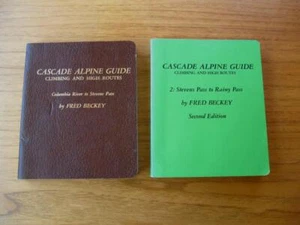 CASCADE ALPINE GUIDE
CLIMBING AND HIGH ROUTES
Columbia River to Stevens Pass
by FRED BECKEY
CASCADE ALPINE GUIDE
CLIMBING AND HIGH ROUTES
2: Stevens Pass to Rainy Pass
by FRED BECKEY
Second Edition